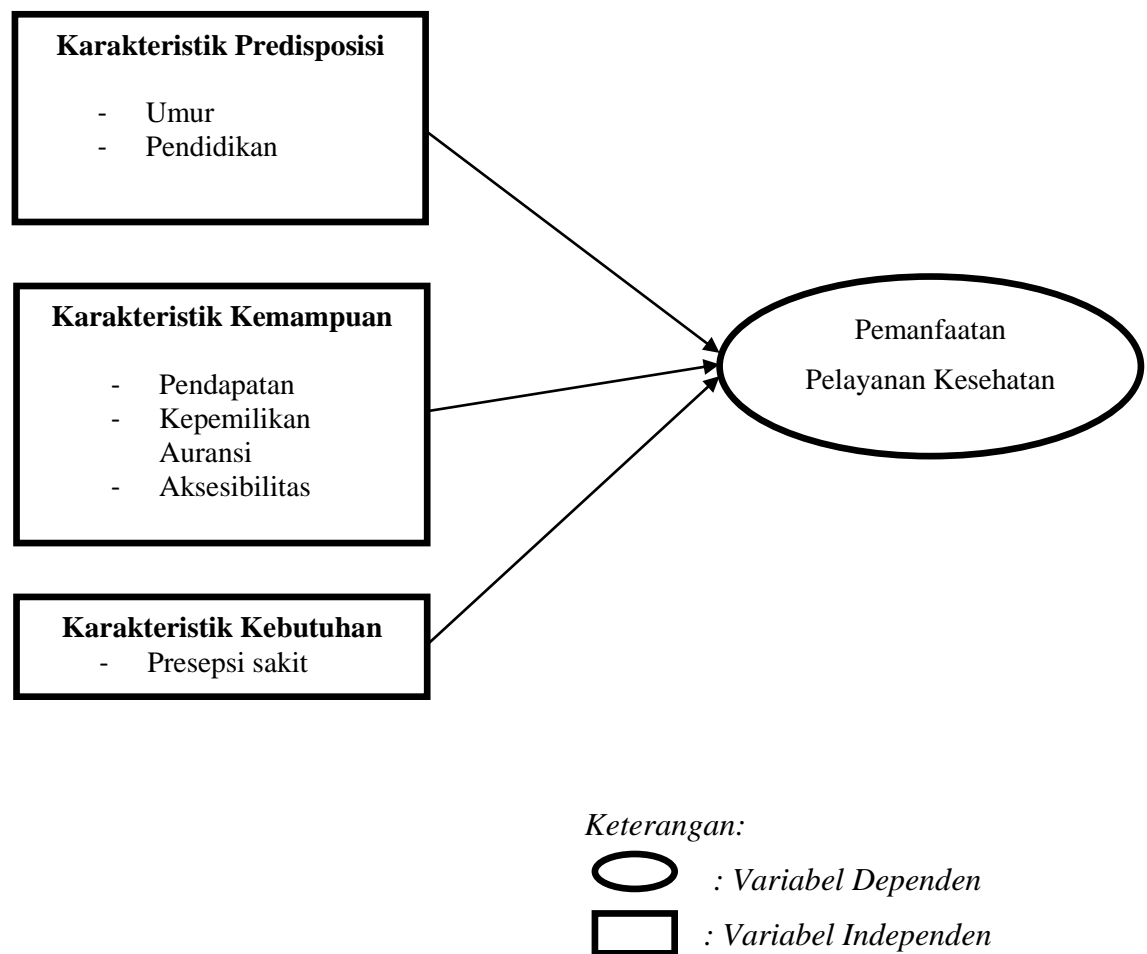 Karakteristik Predisposisi
- Umur
- Pendidikan
Karakteristik Kemampuan
- Pendapatan
- Kepemilikan
Auransi
- Aksesibilitas
Karakteristik Kebutuhan
- Presepsi sakit
Pemanfaatan
Pelayanan Kesehatan
Keterangan:
: Variabel Dependen
: Variabel Independen